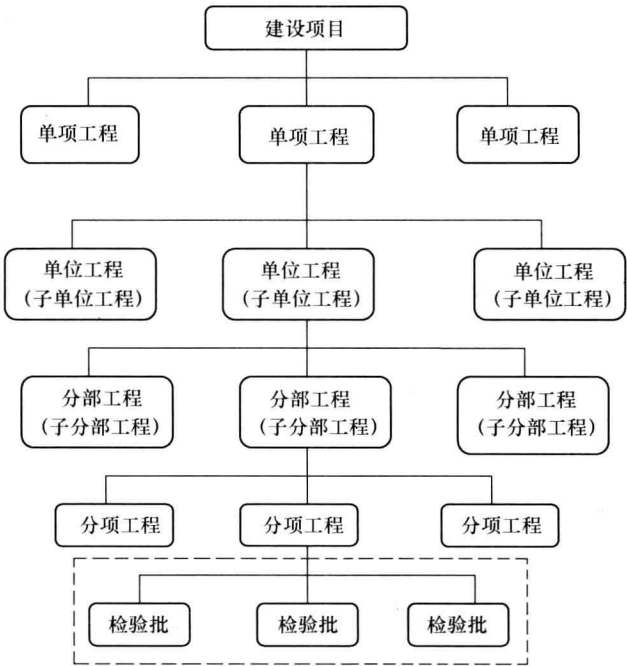 建设项目
单项工程
单项工程
单项工程
单位工程
(子单位工程)
单位工程
(子单位工程)
单位工程
(子单位工程)
分部工程
(子分部工程)
分部工程
(子分部工程)
分部工程
(子分部工程)
分项工程
分项工程
分项工程
检验批
检验批
检验批